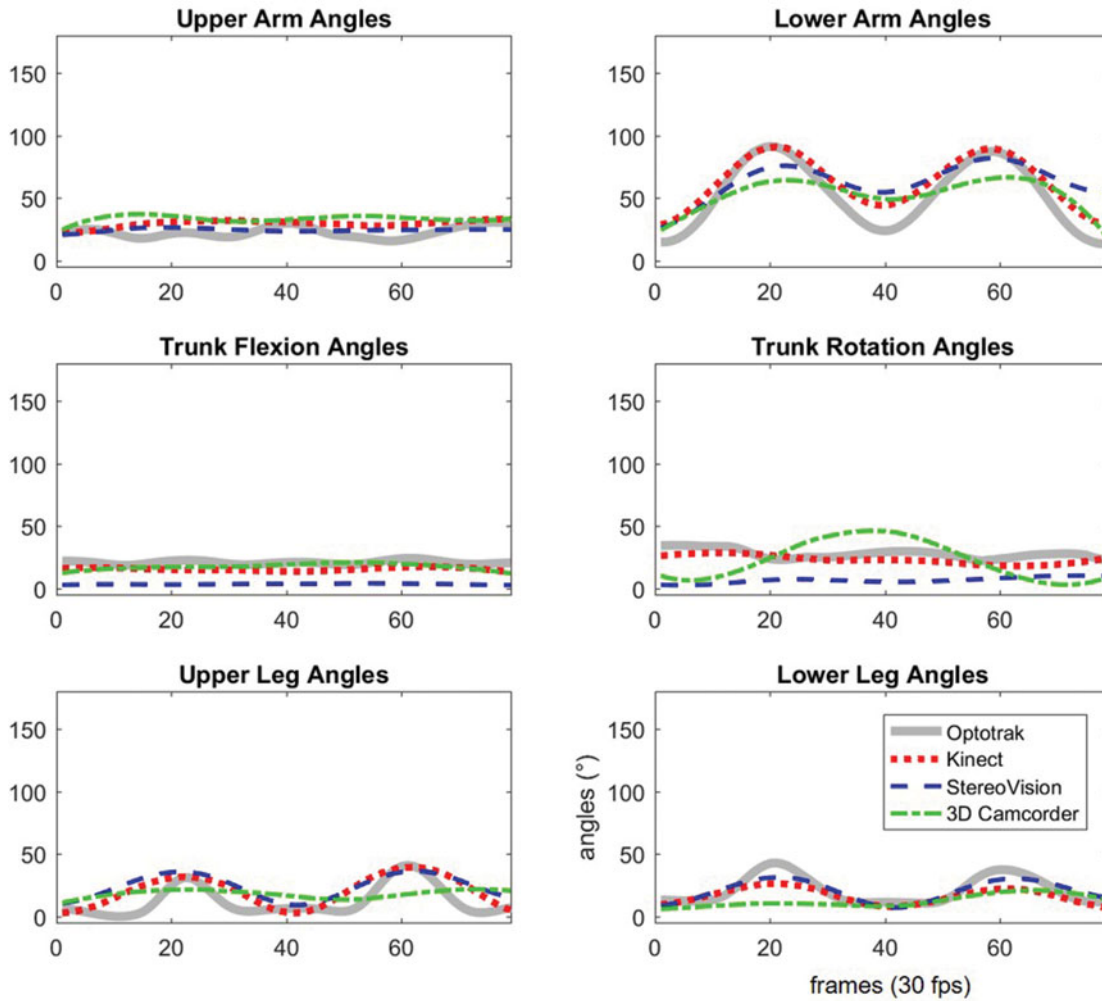 Upper Arm Angles
150
100
50
0
0 20 40 60
Lower Arm Angles
150
100
50
0
0 20 40 60
Trunk Flexion Angles
150
100
50
0
0 20 40 60
Trunk Rotation Angles
150
100
50
0
0 20 40 60
Upper Leg Angles
150
100
50
0
0 20 40 60
Lower Leg Angles
angles (°)
150
100
50
0
Optotrak
Kinect
StereoVision
3D Camcorder
0 20 40 60
frames (30 fps)